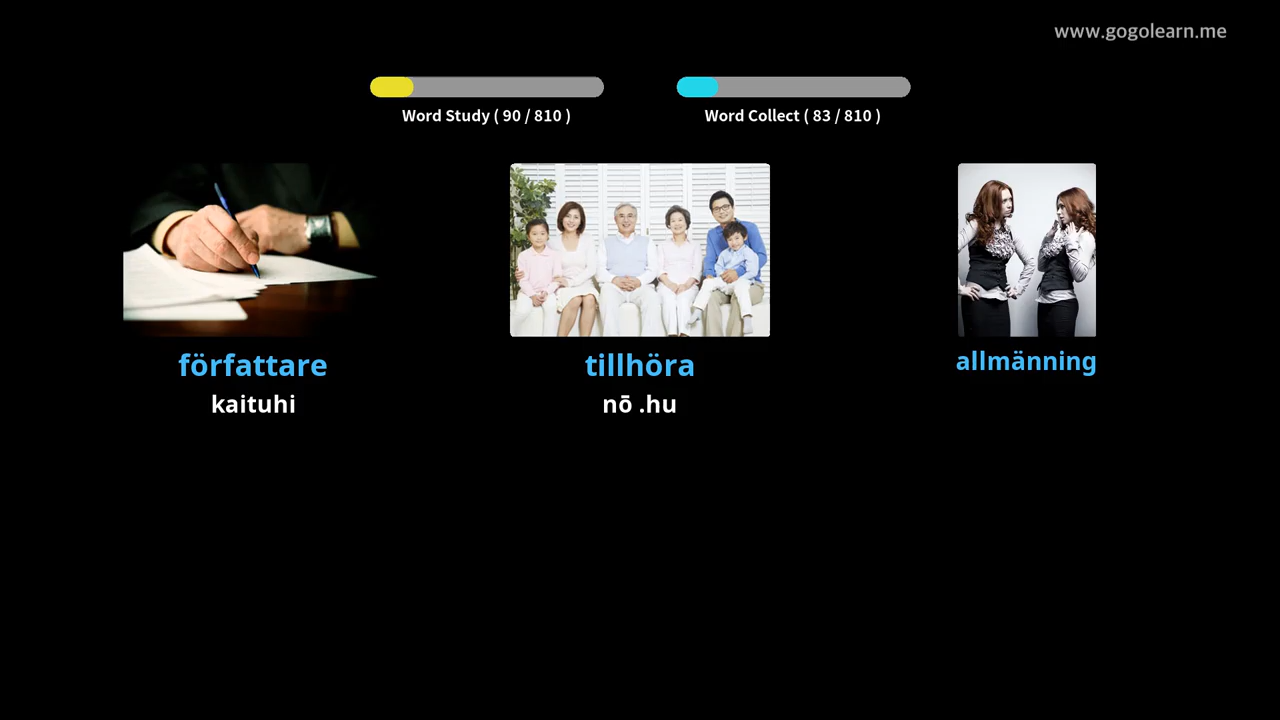 www.gogolearn.me
Word Study ( 90 / 810 )
Word Collect ( 83 / 810 )
författare
kaituhi
tillhöra
nō .hu
allmänning